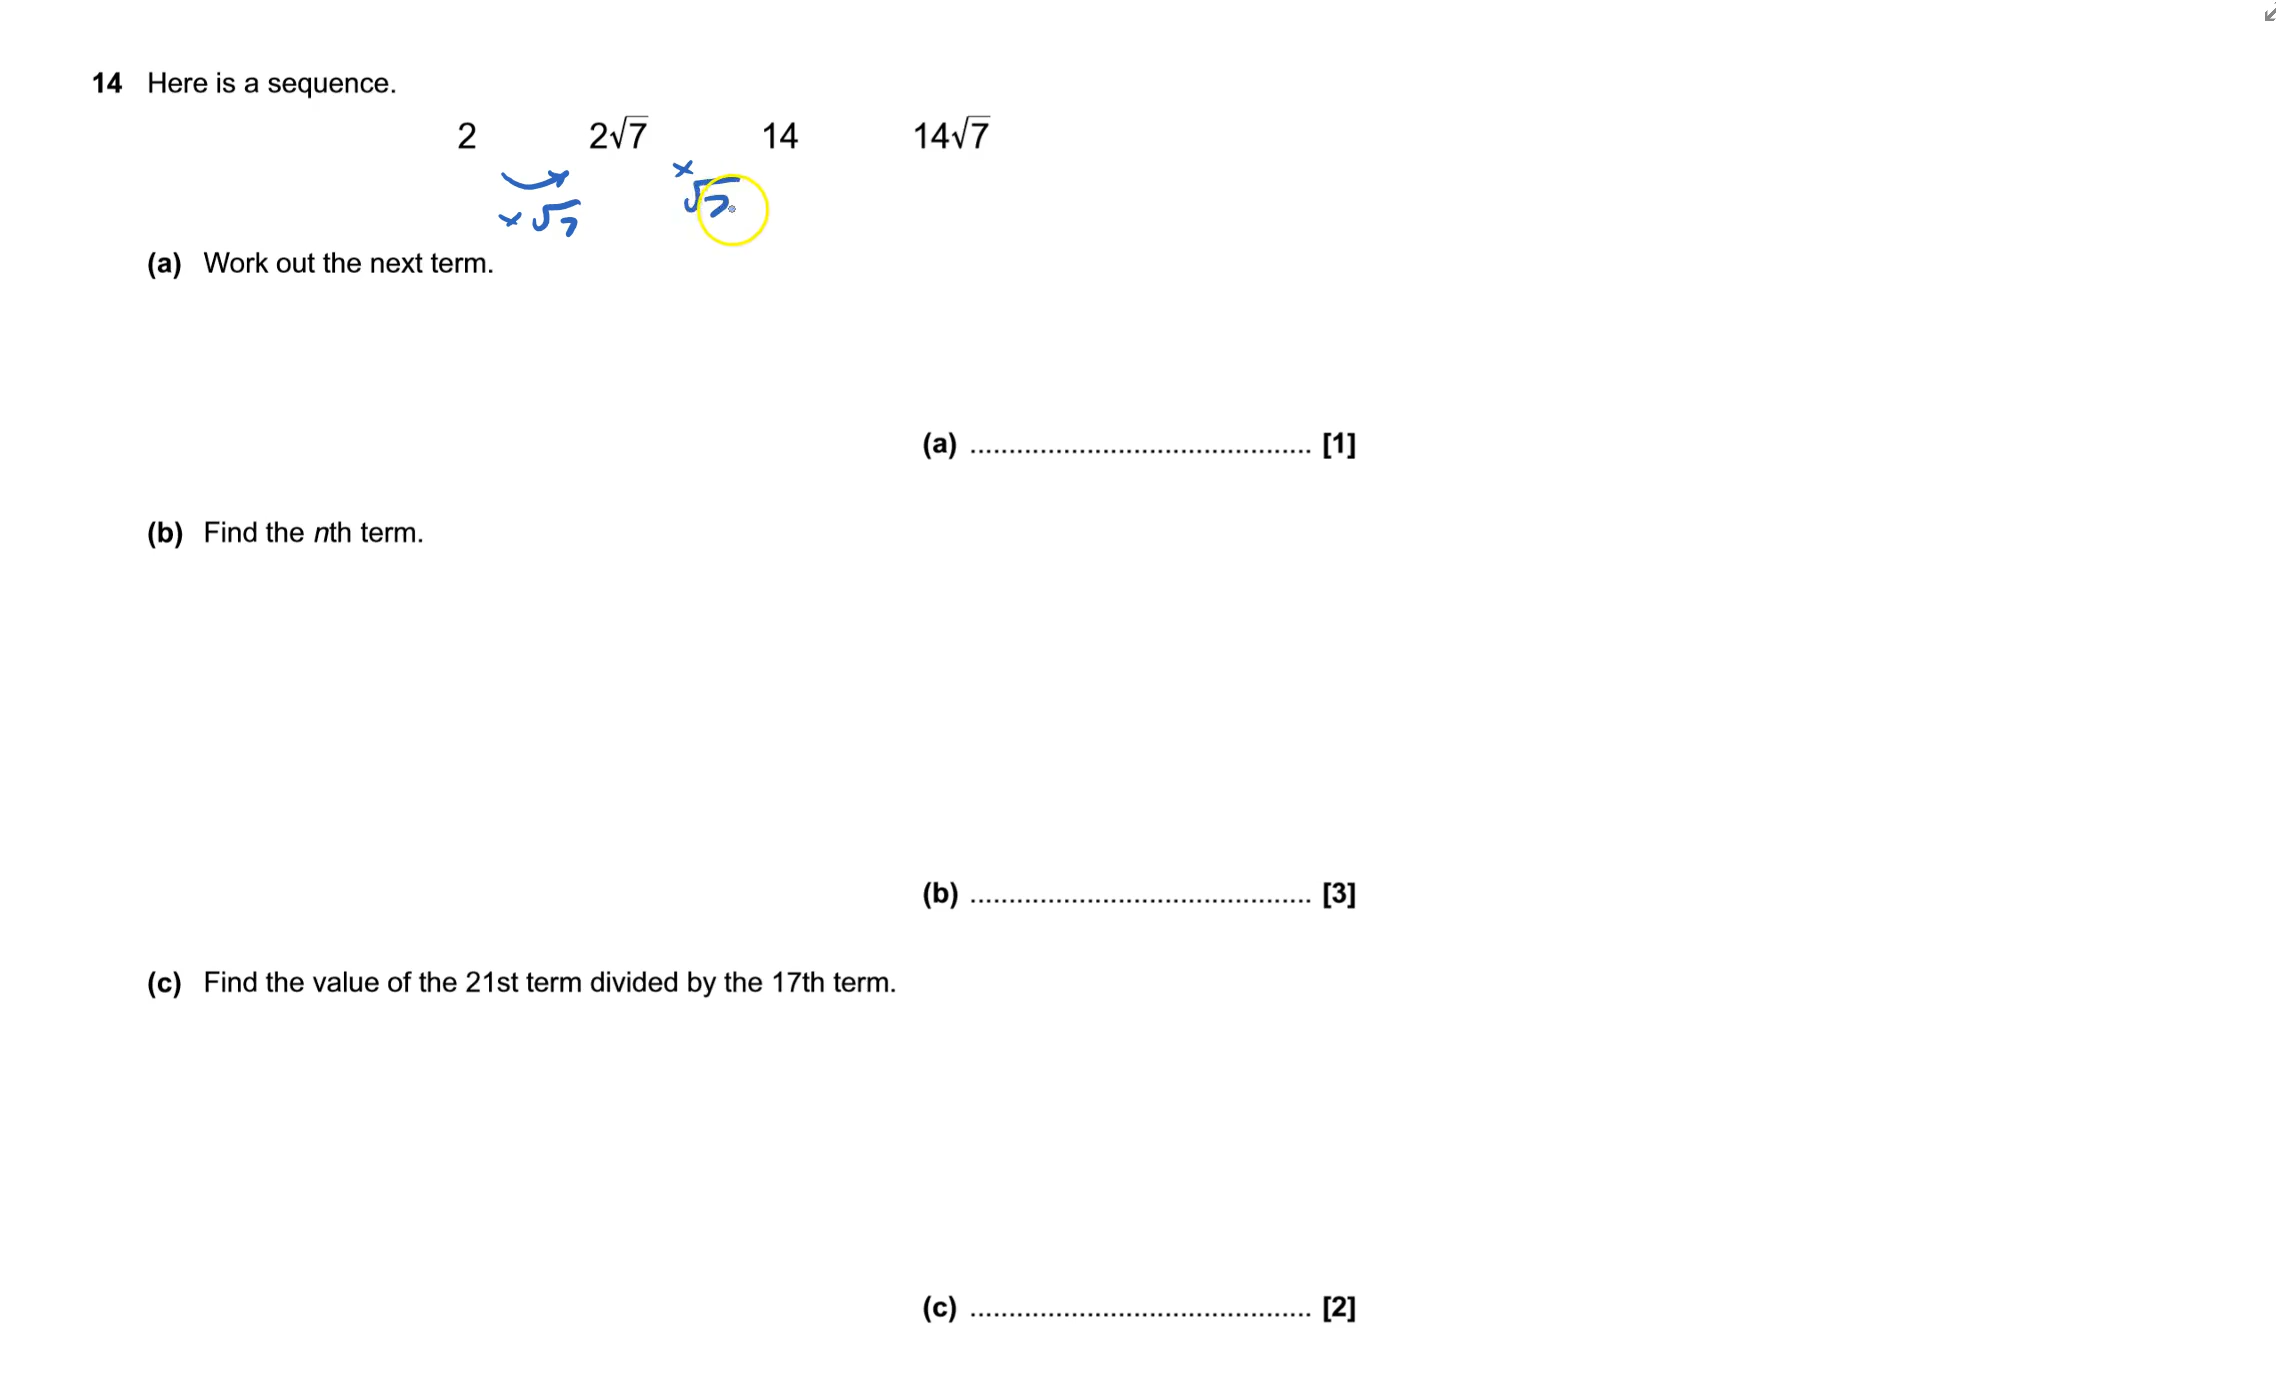 14 Here is a sequence.
2 2√7 14 14√7
× √7
× √7
(a) Work out the next term.
(a) ............................................ [1]
(b) Find the nth term.
(b) ............................................ [3]
(c) Find the value of the 21st term divided by the 17th term.
(c) ............................................ [2]